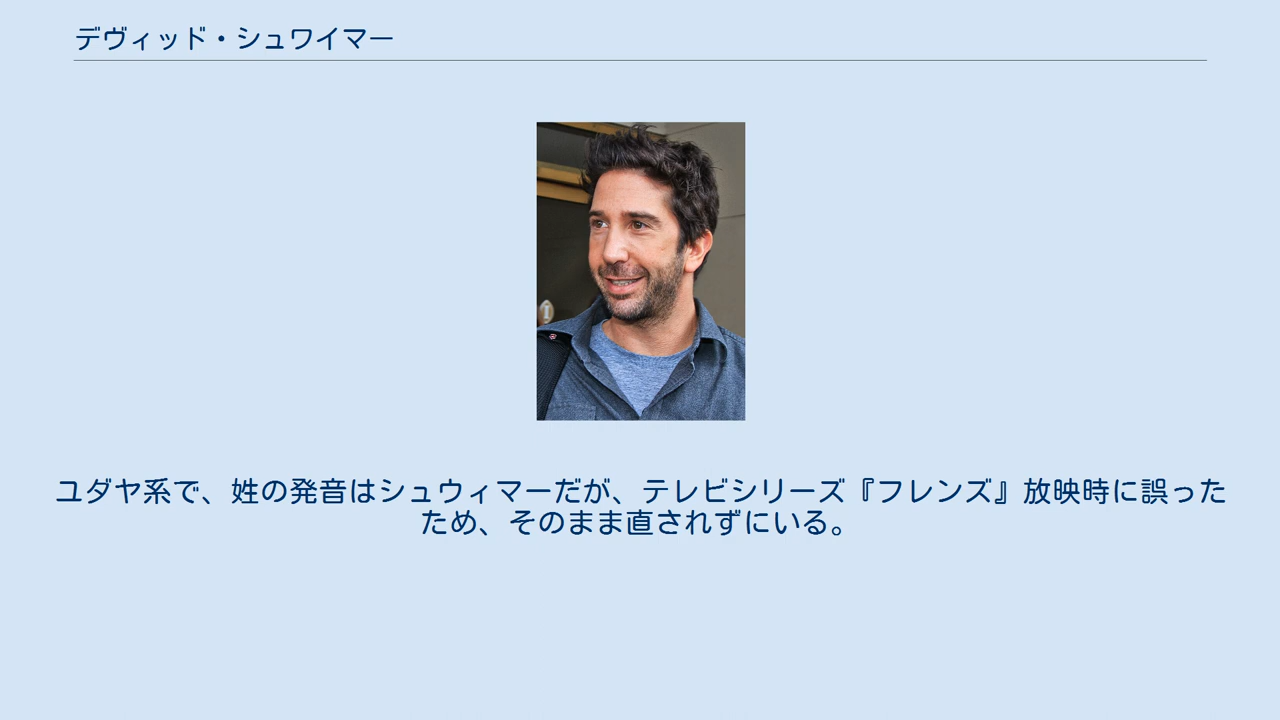 デヴィッド・シュワイマー
ユダヤ系で、姓の発音はシュウィマーだが、テレビシリーズ『フレンズ』放映時に誤った
ため、そのまま直されずにいる。